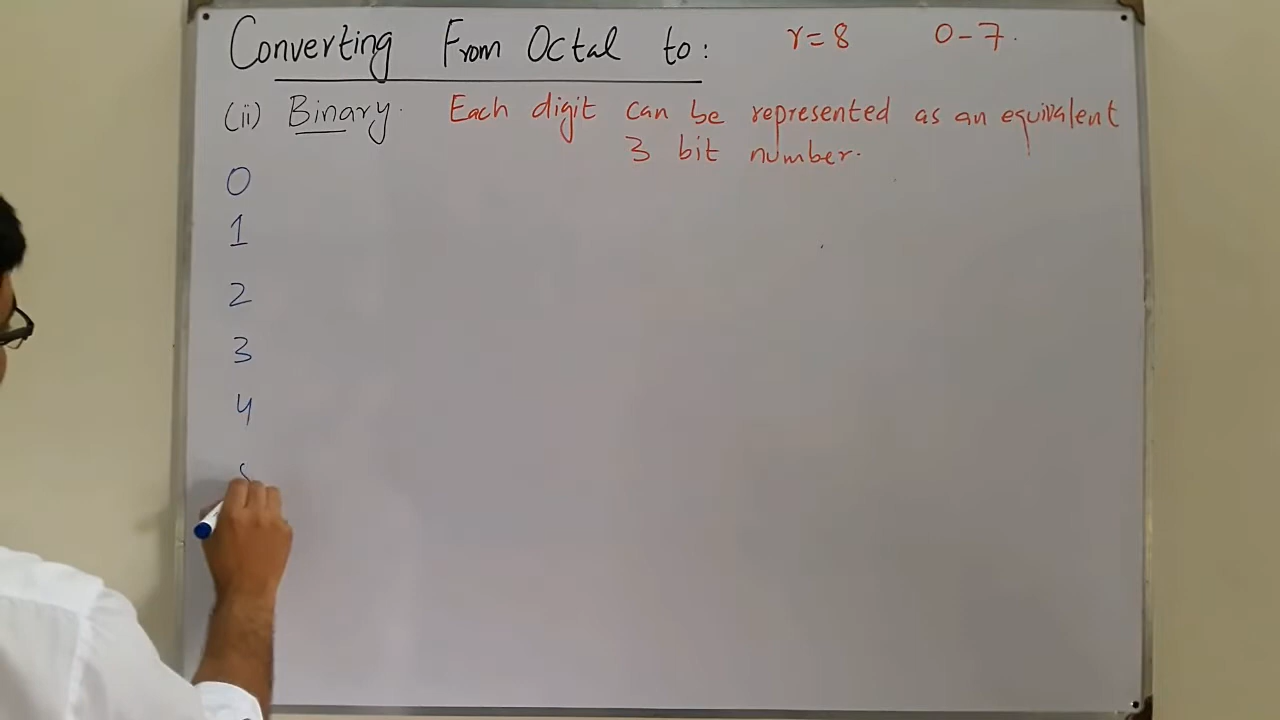 Converting From Octal to: r=8 0-7.
(ii) Binary. Each digit can be represented as an equivalent
3 bit number.
0
1
2
3
4